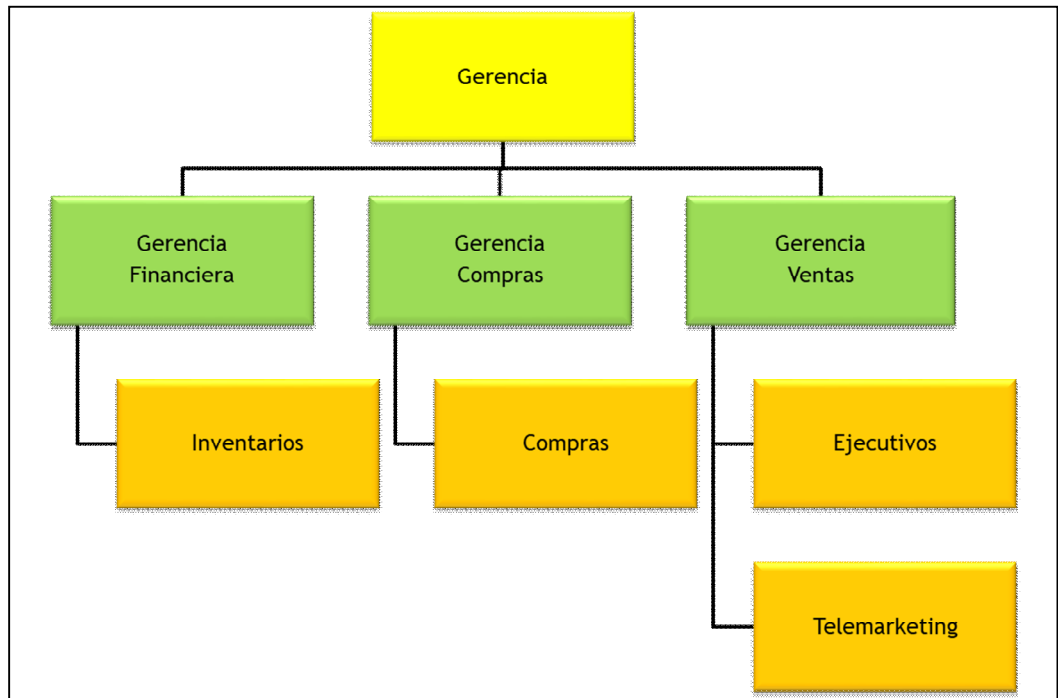 Gerencia
Gerencia
Financiera
Gerencia
Compras
Gerencia
Ventas
Inventarios
Compras
Ejecutivos
Telemarketing